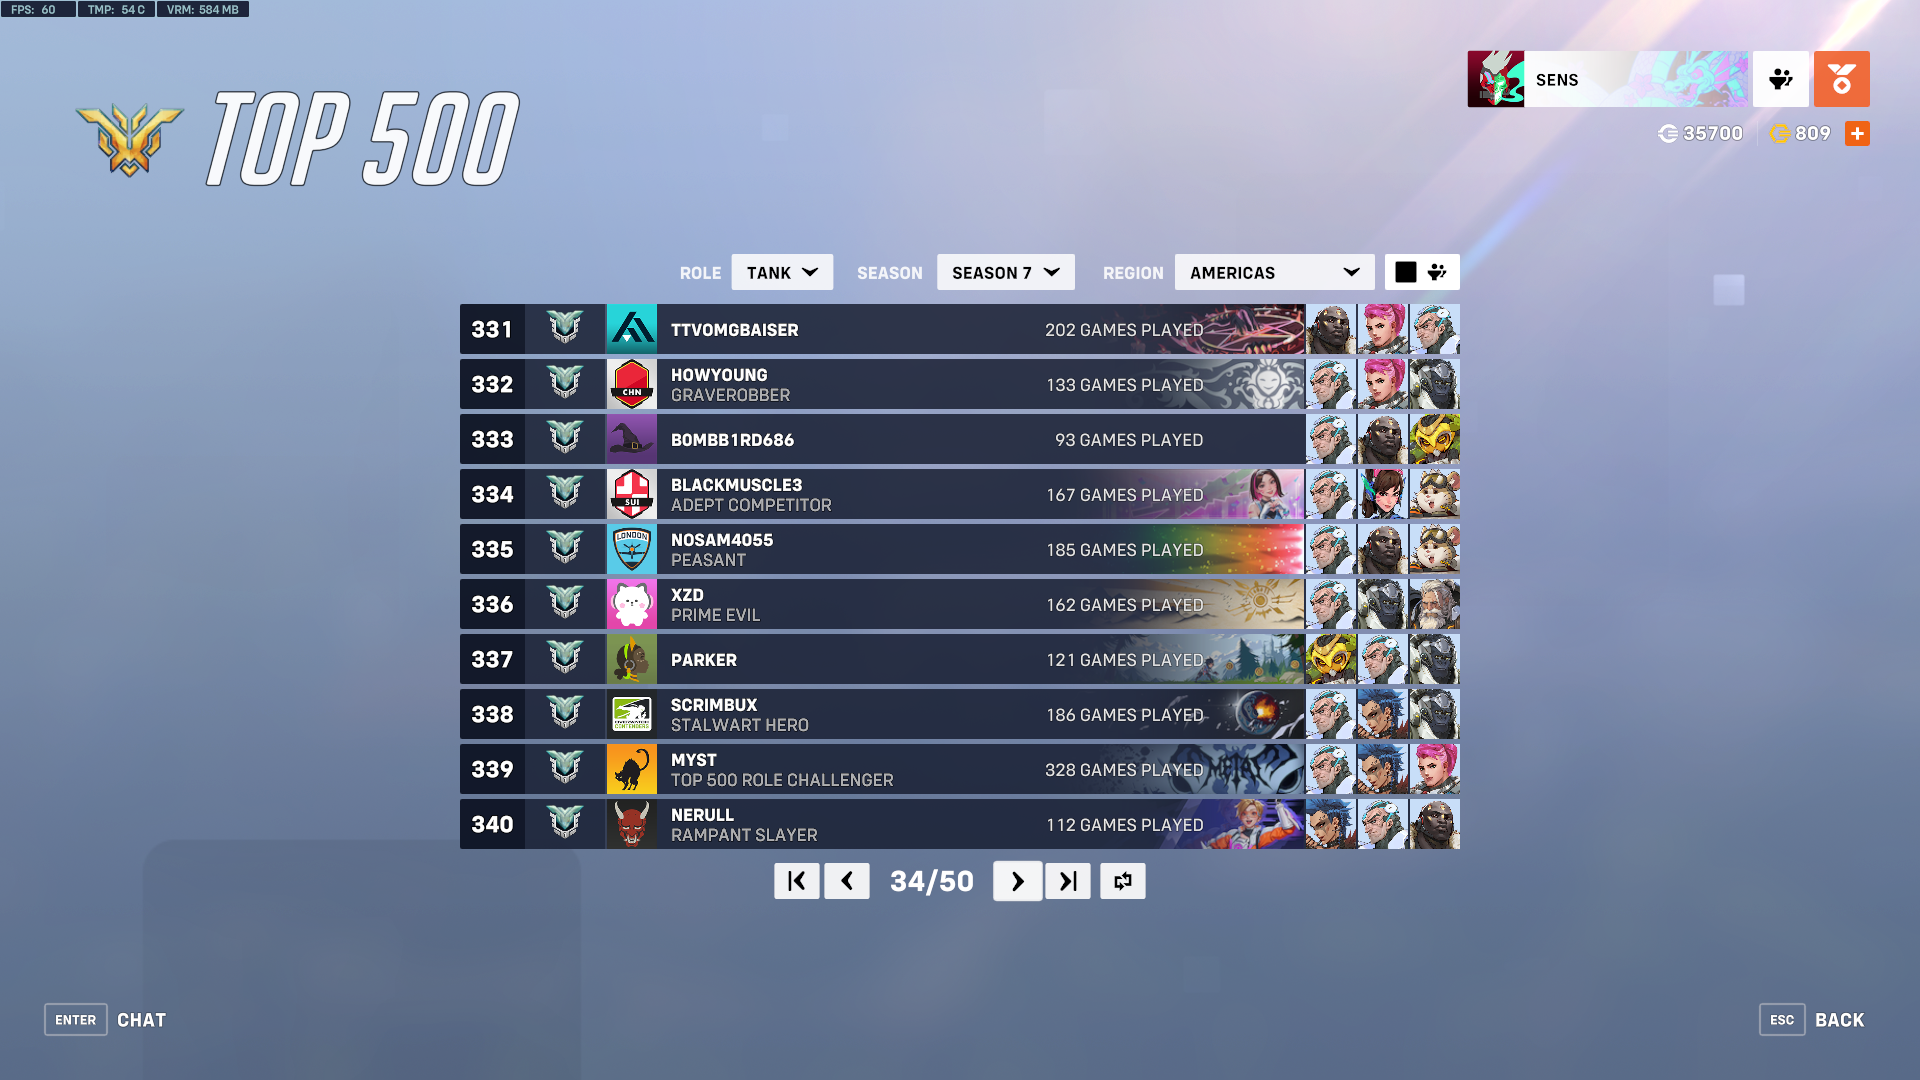 FPS: 60 TMP: 54 C VRM: 584 MB
TOP 500
SENS
35700 809
ROLE TANK SEASON SEASON 7 REGION AMERICAS
331 TTVOMGBAISER 202 GAMES PLAYED
332 CHN HOWYOUNG GRAVEROBBER 133 GAMES PLAYED
333 B0MBB1RD686 93 GAMES PLAYED
334 SUI BLACKMUSCLE3 ADEPT COMPETITOR 167 GAMES PLAYED
335 LONDON NOSAM4055 PEASANT 185 GAMES PLAYED
336 XZD PRIME EVIL 162 GAMES PLAYED
337 PARKER 121 GAMES PLAYED
338 SCRIMBUX STALWART HERO 186 GAMES PLAYED
339 MYST TOP 500 ROLE CHALLENGER 328 GAMES PLAYED
340 NERULL RAMPANT SLAYER 112 GAMES PLAYED
34/50
ENTER CHAT
ESC BACK